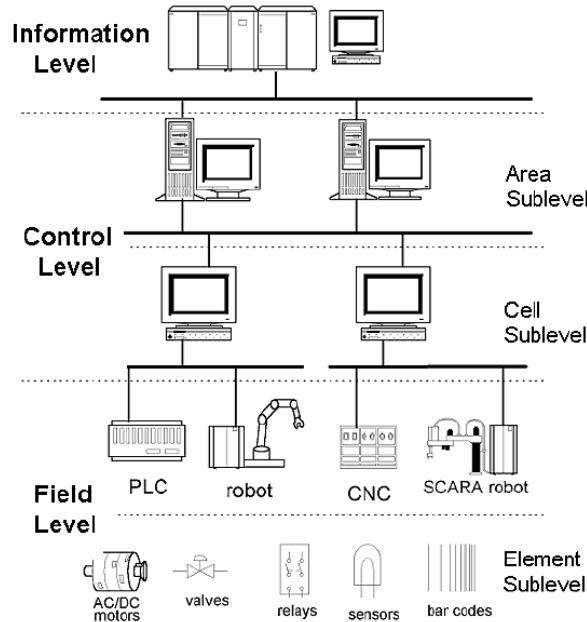 Information
Level
Area
Sublevel
Control
Level
Cell
Sublevel
PLC
robot
CNC
SCARA robot
Field
Level
Element
Sublevel
AC/DC
motors
valves
relays
sensors
bar codes